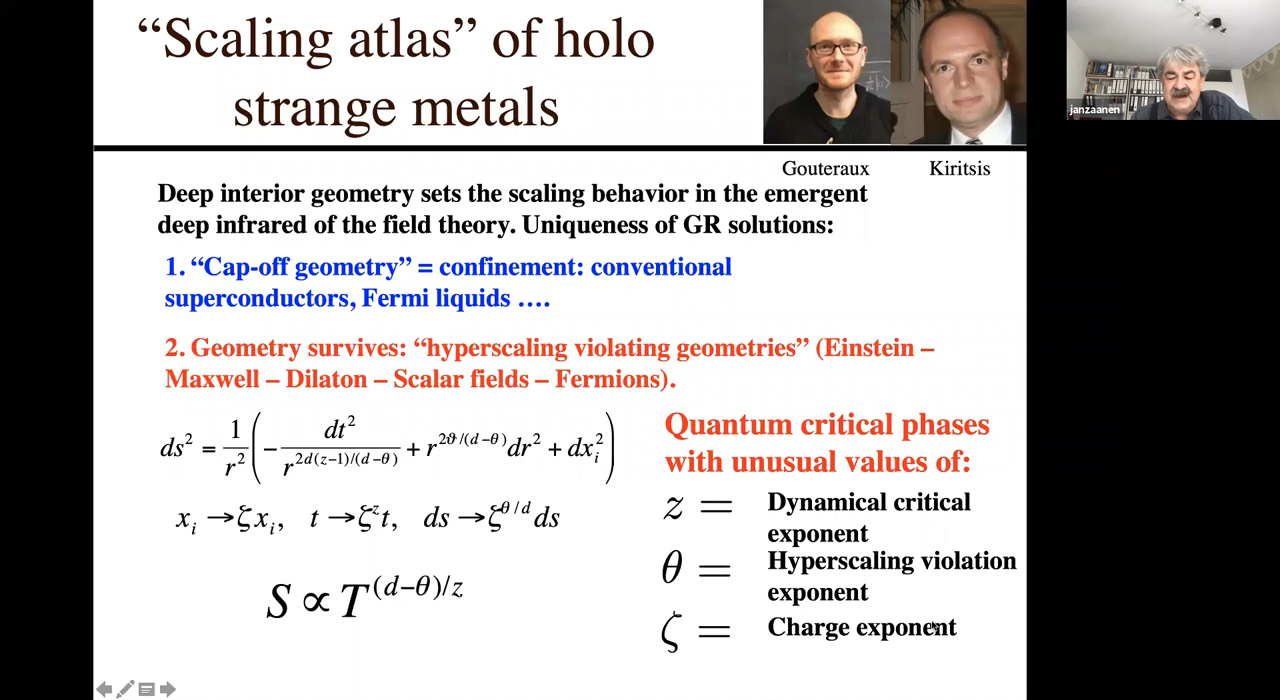 “Scaling atlas” of holo
strange metals
janzaanen
Gouteraux Kiritsis
Deep interior geometry sets the scaling behavior in the emergent
deep infrared of the field theory. Uniqueness of GR solutions:
1. “Cap-off geometry” = confinement: conventional
superconductors, Fermi liquids ….
2. Geometry survives: “hyperscaling violating geometries” (Einstein –
Maxwell – Dilaton – Scalar fields – Fermions).
ds² = 1/r² ( − dt²/r^{2d(z−1)/(d−θ)} + r^{2ϑ/(d−θ)} dr² + dx_i² )
x_i → ζx_i, t → ζ^z t, ds → ζ^{θ/d} ds
S ∝ T^{(d−θ)/z}
Quantum critical phases
with unusual values of:
z = Dynamical critical
exponent
θ = Hyperscaling violation
exponent
ζ = Charge exponent